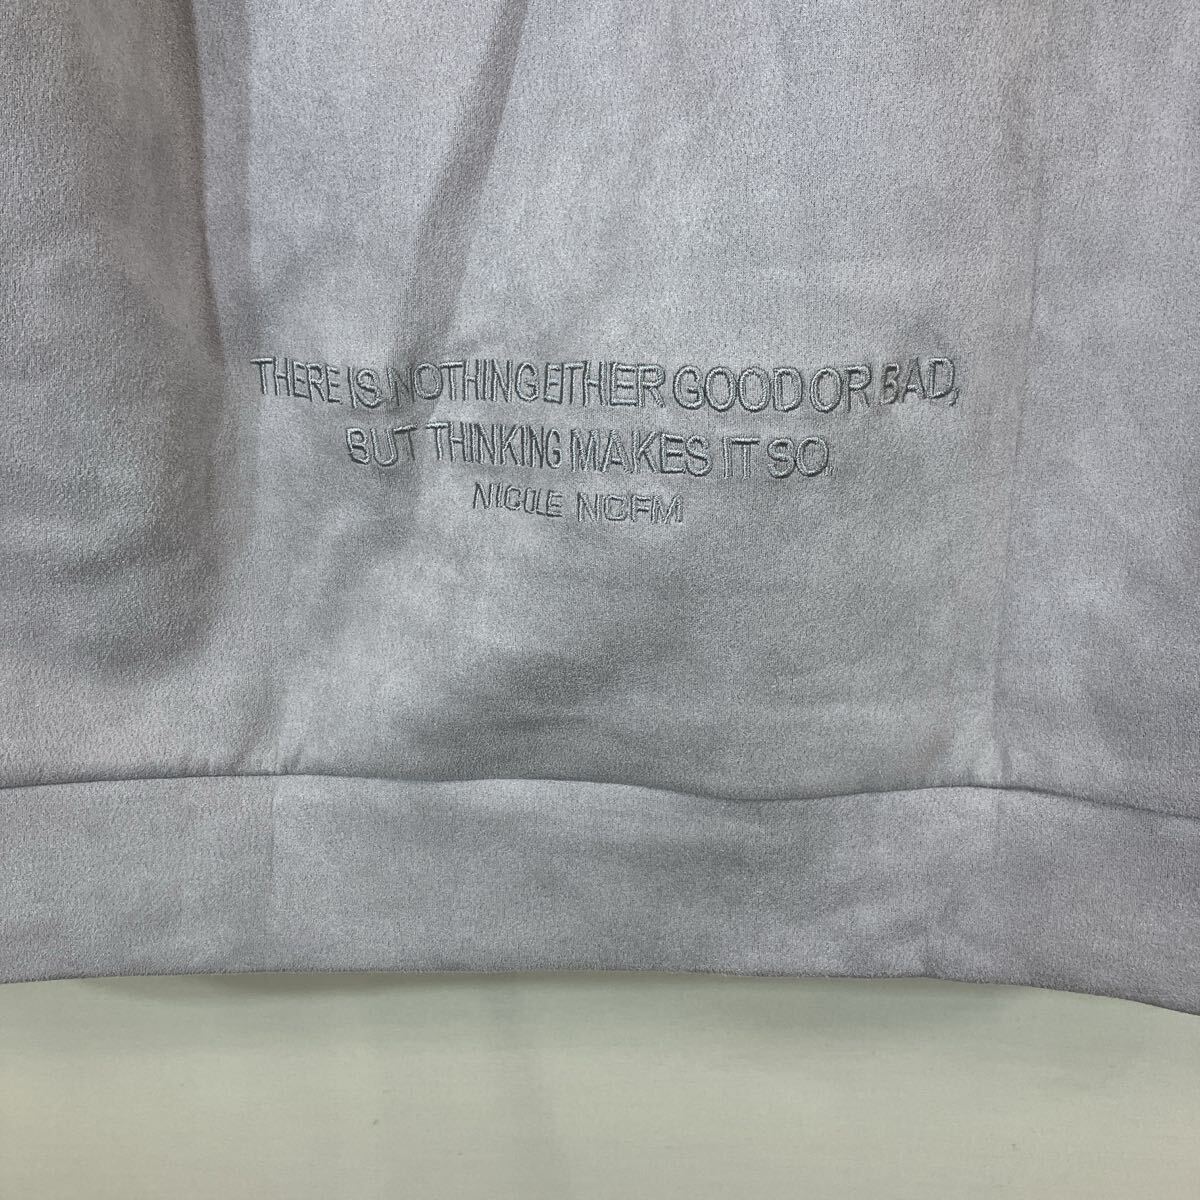 THERE IS NOTHING EITHER GOOD OR BAD,
BUT THINKING MAKES IT SO.
NICOLE NCFM